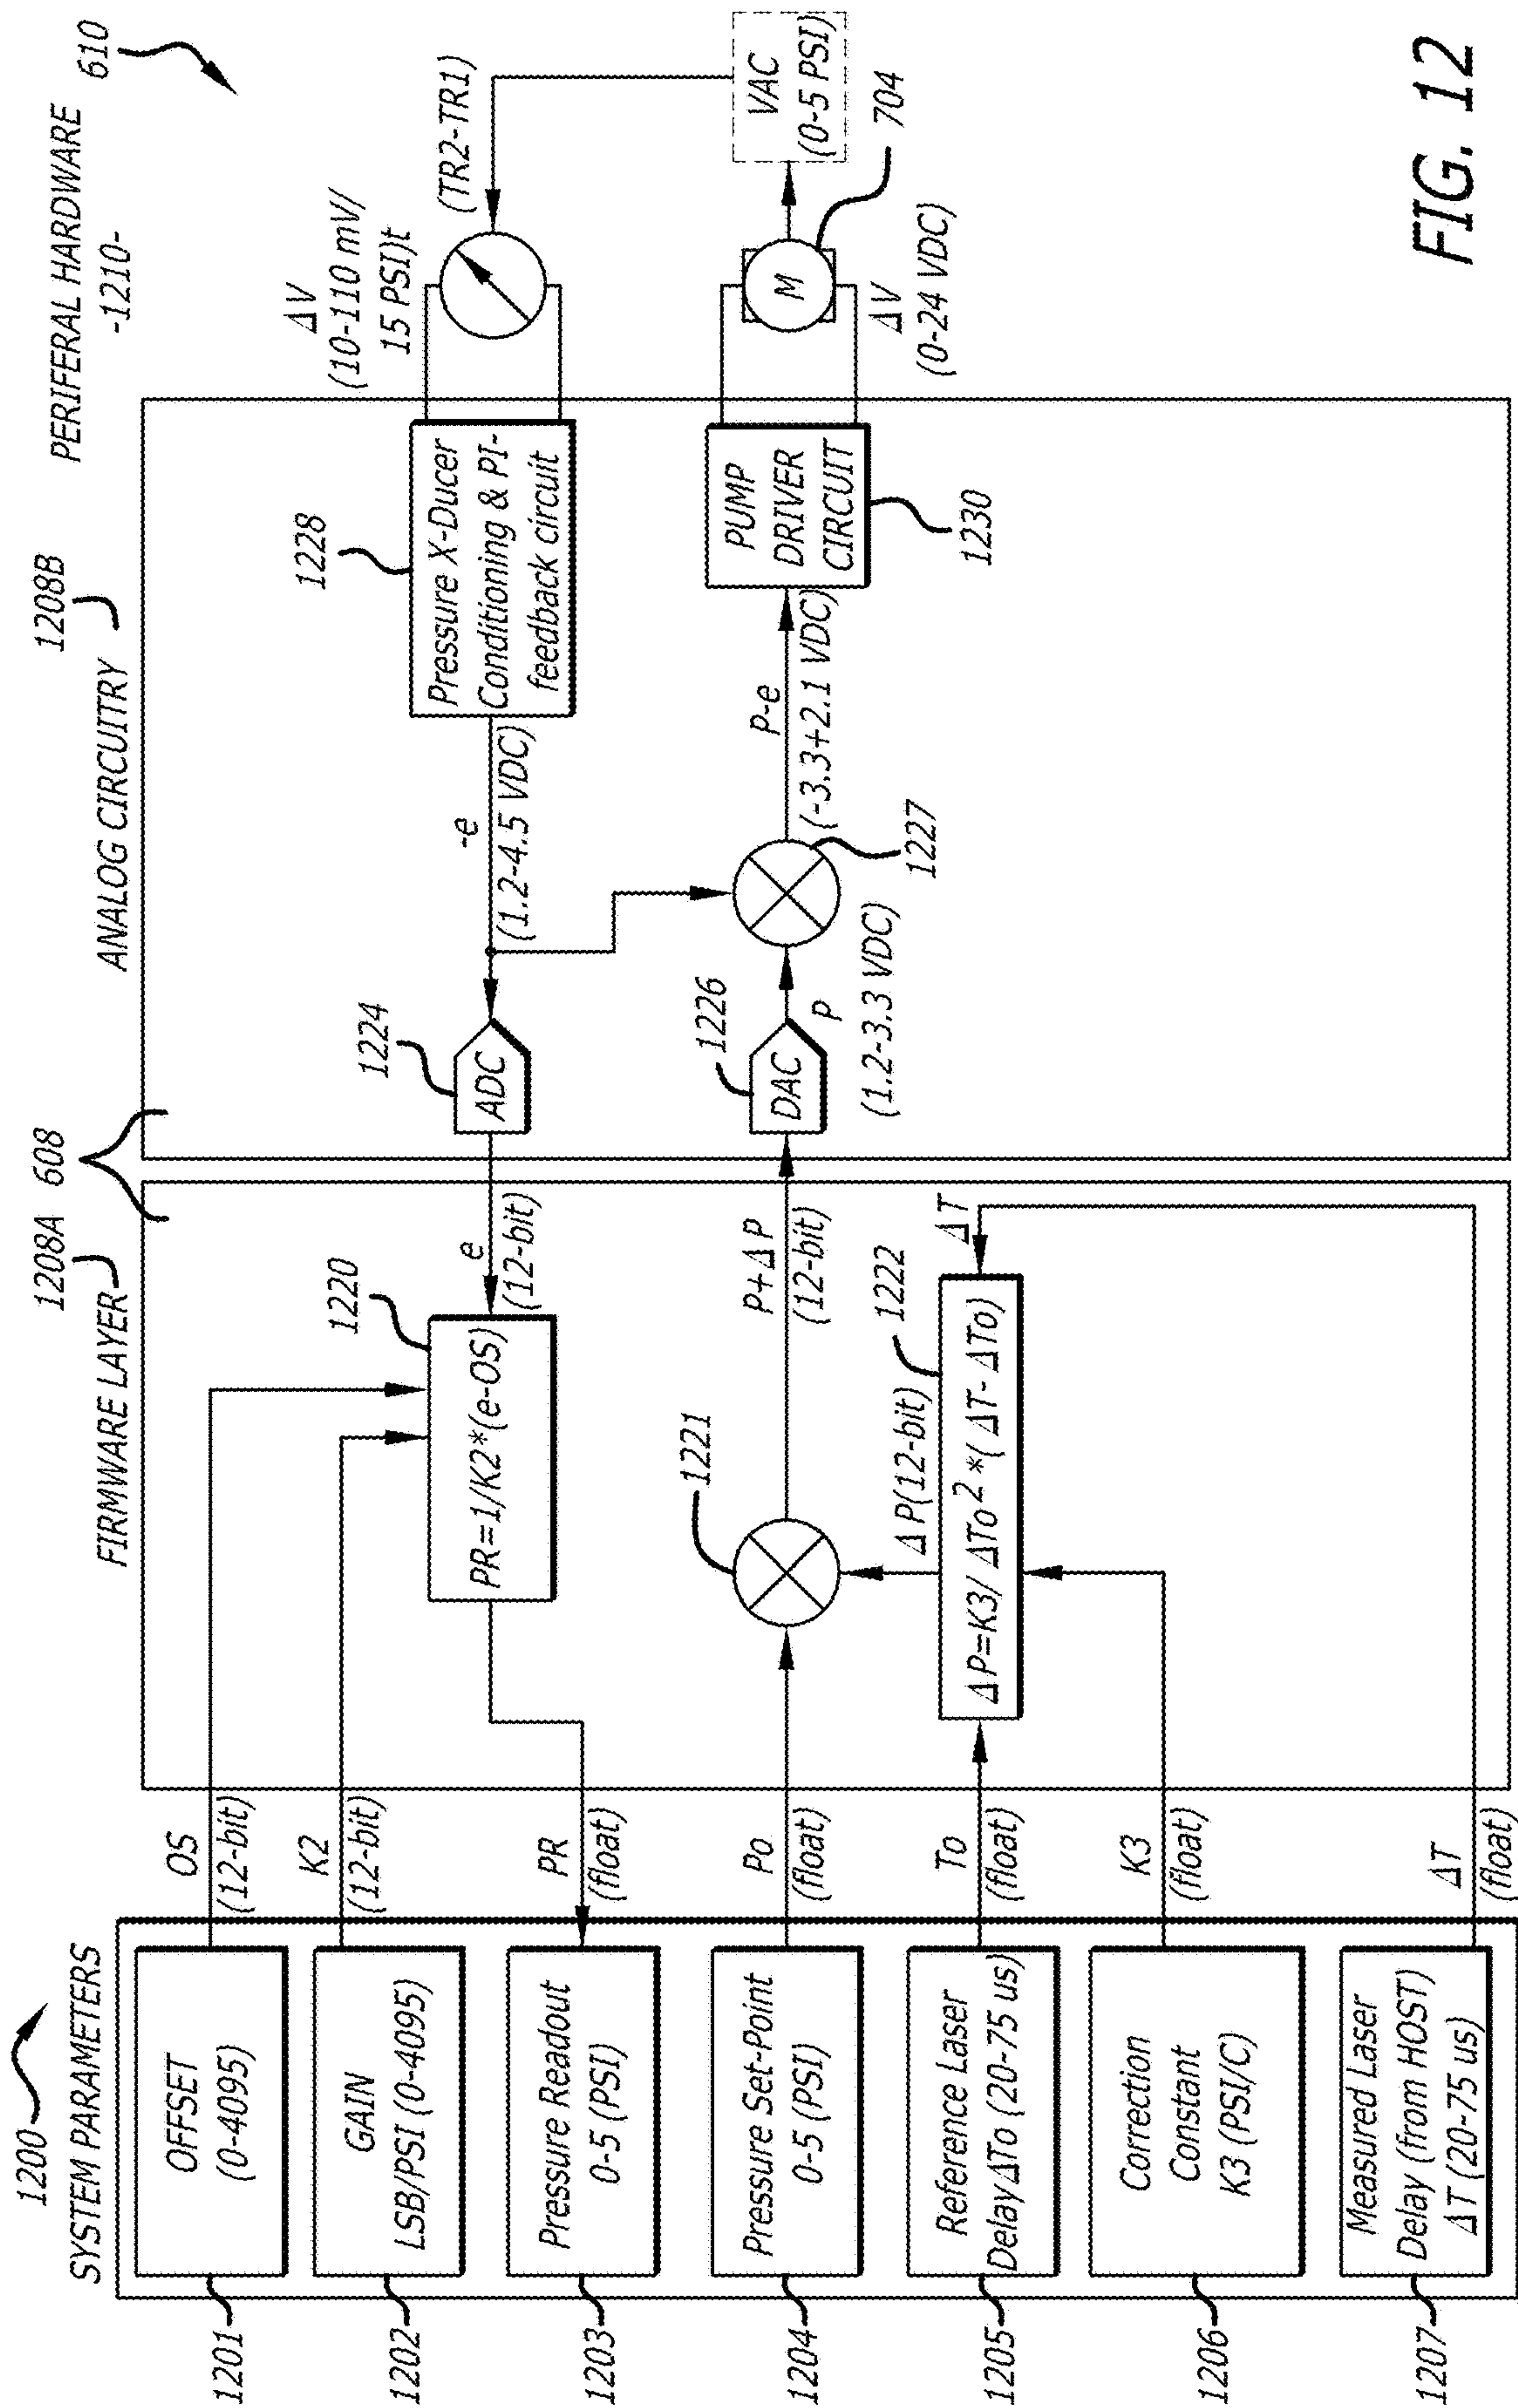 1200
SYSTEM PARAMETERS
1201
OFFSET
(0-4095)
1202
GAIN
LSB/PSI (0-4095)
1203
Pressure Readout
0-5 (PSI)
1204
Pressure Set-Point
0-5 (PSI)
1205
Reference Laser
Delay ΔTo (20-75 us)
1206
Correction
Constant
K3 (PSI/C)
1207
Measured Laser
Delay (from HOST)
ΔT (20-75 us)
OS
(12-bit)
K2
(12-bit)
PR
(float)
Po
(float)
To
(float)
K3
(float)
ΔT
(float)
1208A
608
FIRMWARE LAYER
1220
PR=1/K2*(e-OS)
e
(12-bit)
1221
P+ΔP
(12-bit)
ΔP(12-bit)
1222
ΔP=K3/ΔTo²*(ΔT-ΔTo)
ΔT
1208B
ANALOG CIRCUITRY
1224
ADC
-e
(1.2-4.5 VDC)
1228
Pressure X-Ducer
Conditioning & PI-
feedback circuit
1226
DAC
P
(1.2-3.3 VDC)
1227
P-e
(-3.3+2.1 VDC)
PUMP
DRIVER
CIRCUIT
1230
PERIFERAL HARDWARE
-1210-
610
ΔV
(10-110 mV/
15 PSI)t
(TR2-TR1)
M
ΔV
(0-24 VDC)
704
VAC
(0-5 PSI)
FIG. 12